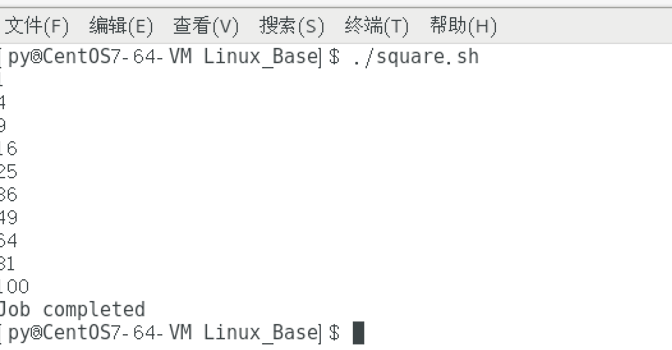 文件(F) 编辑(E) 查看(V) 搜索(S) 终端(T) 帮助(H)
[py@CentOS7-64-VM Linux_Base]$ ./square.sh
1
4
9
16
25
36
49
64
81
100
Job completed
[py@CentOS7-64-VM Linux_Base]$